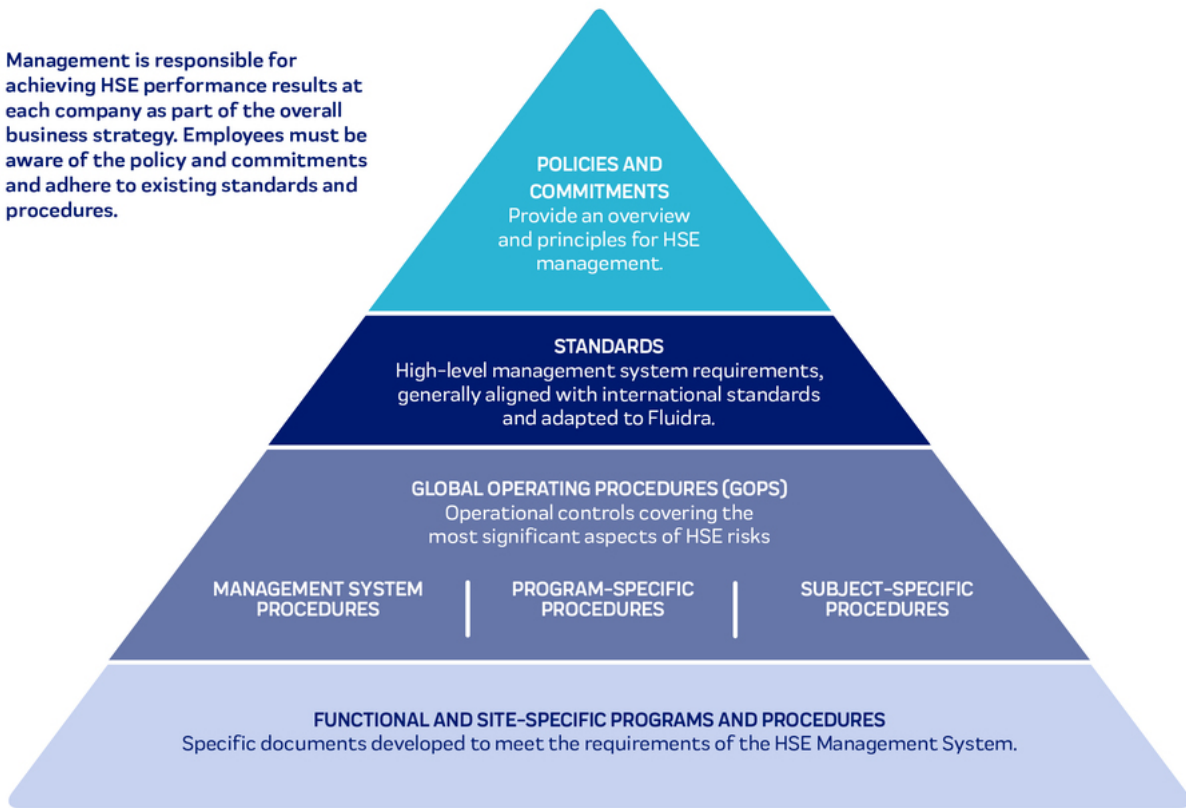 Management is responsible for
achieving HSE performance results at
each company as part of the overall
business strategy. Employees must be
aware of the policy and commitments
and adhere to existing standards and
procedures.
POLICIES AND
COMMITMENTS
Provide an overview
and principles for HSE
management.
STANDARDS
High-level management system requirements,
generally aligned with international standards
and adapted to Fluidra.
GLOBAL OPERATING PROCEDURES (GOPS)
Operational controls covering the
most significant aspects of HSE risks
MANAGEMENT SYSTEM
PROCEDURES
PROGRAM-SPECIFIC
PROCEDURES
SUBJECT-SPECIFIC
PROCEDURES
FUNCTIONAL AND SITE-SPECIFIC PROGRAMS AND PROCEDURES
Specific documents developed to meet the requirements of the HSE Management System.